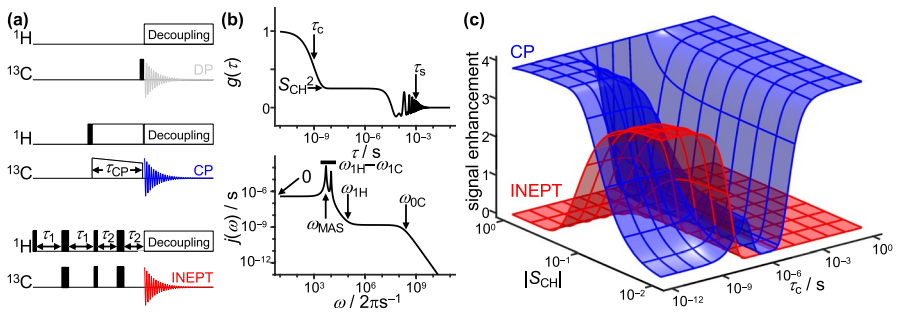 (a)
¹H
Decoupling
¹³C
DP
¹H
Decoupling
¹³C
τCP
CP
¹H
τ1
τ1
τ2
τ2
Decoupling
¹³C
INEPT
(b)
g(τ)
1
0
τc
SCH²
τs
10⁻⁹
10⁻⁶
10⁻³
τ / s
j(ω) / s
10⁻⁶
10⁻⁹
10⁻¹²
0
ω1H−ω1C
ωMAS
ω1H
ω0C
10³
10⁶
10⁹
ω / 2πs⁻¹
(c)
CP
INEPT
signal enhancement
4
3
2
1
0
10⁰
10⁻¹
10⁻²
|SCH|
10⁻¹²
10⁻⁹
10⁻⁶
10⁻³
10⁰
τc / s